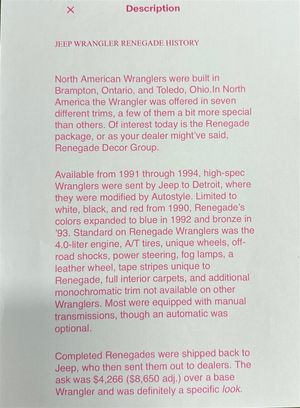 × Description
JEEP WRANGLER RENEGADE HISTORY
North American Wranglers were built in
Brampton, Ontario, and Toledo, Ohio.In North
America the Wrangler was offered in seven
different trims, a few of them a bit more special
than others. Of interest today is the Renegade
package, or as your dealer might've said,
Renegade Decor Group.
Available from 1991 through 1994, high-spec
Wranglers were sent by Jeep to Detroit, where
they were modified by Autostyle. Limited to
white, black, and red from 1990, Renegade's
colors expanded to blue in 1992 and bronze in
'93. Standard on Renegade Wranglers was the
4.0-liter engine, A/T tires, unique wheels, off-
road shocks, power steering, fog lamps, a
leather wheel, tape stripes unique to
Renegade, full interior carpets, and additional
monochromatic trim not available on other
Wranglers. Most were equipped with manual
transmissions, though an automatic was
optional.
Completed Renegades were shipped back to
Jeep, who then sent them out to dealers. The
ask was $4,266 ($8,650 adj.) over a base
Wrangler and was definitely a specific look.